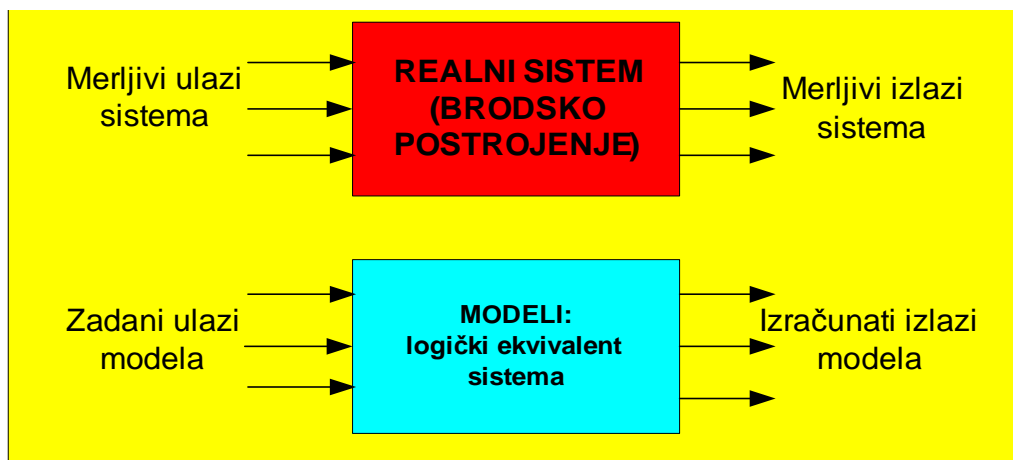 Merljivi ulazi
sistema
REALNI SISTEM
(BRODSKO
POSTROJENJE)
Merljivi izlazi
sistema
Zadani ulazi
modela
MODELI:
logički ekvivalent
sistema
Izračunati izlazi
modela